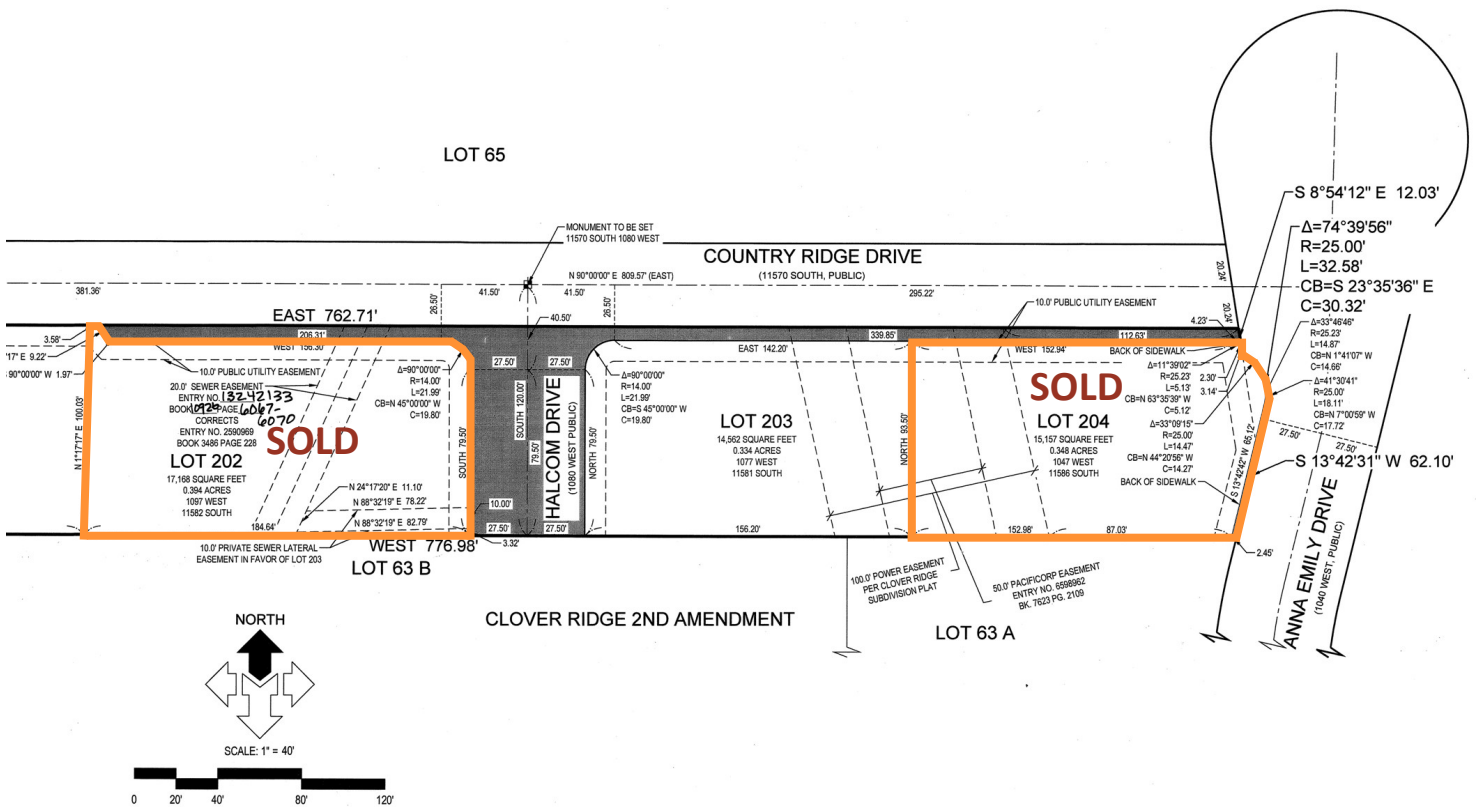 LOT 65
S 8°54'12" E 12.03'
Δ=74°39'56"
R=25.00'
L=32.58'
CB=S 23°35'36" E
C=30.32'
MONUMENT TO BE SET
11570 SOUTH 1080 WEST
COUNTRY RIDGE DRIVE
(11570 SOUTH, PUBLIC)
N 90°00'00" E 809.57' (EAST)
381.36'
41.50'
41.50'
295.22'
26.50'
26.50'
20.24'
20.24'
10.0' PUBLIC UTILITY EASEMENT
EAST 762.71'
40.50'
4.23'
3.58'
206.31'
339.85'
112.63'
WEST 156.30'
EAST 142.20'
WEST 152.94'
BACK OF SIDEWALK
17" E 9.22'
90°00'00" W 1.97'
10.0' PUBLIC UTILITY EASEMENT
20.0' SEWER EASEMENT
ENTRY NO. 13242133
BOOK 10926 PAGE 6067-
6070
CORRECTS
ENTRY NO. 2590969
BOOK 3486 PAGE 228
SOLD
LOT 202
17,168 SQUARE FEET
0.394 ACRES
1097 WEST
11582 SOUTH
N 1°17'17" E 100.03'
Δ=90°00'00"
R=14.00'
L=21.99'
CB=N 45°00'00" W
C=19.80'
SOUTH 79.50'
27.50'
27.50'
SOUTH 120.00'
79.50'
HALCOM DRIVE
(1080 WEST PUBLIC)
NORTH 79.50'
Δ=90°00'00"
R=14.00'
L=21.99'
CB=S 45°00'00" W
C=19.80'
LOT 203
14,562 SQUARE FEET
0.334 ACRES
1077 WEST
11581 SOUTH
NORTH 93.50'
SOLD
LOT 204
15,157 SQUARE FEET
0.348 ACRES
1047 WEST
11586 SOUTH
Δ=11°39'02"
R=25.23'
L=5.13'
CB=N 63°35'39" W
C=5.12'
2.30'
3.14'
Δ=33°09'15"
R=25.00'
L=14.47'
CB=N 44°20'56" W
C=14.27'
BACK OF SIDEWALK
S 13°42'42" W 65.12'
Δ=33°46'46"
R=25.23'
L=14.87'
CB=N 1°41'07" W
C=14.66'
Δ=41°30'41"
R=25.00'
L=18.11'
CB=N 7°00'59" W
C=17.72'
27.50'
27.50'
S 13°42'31" W 62.10'
N 24°17'20" E 11.10'
N 88°32'19" E 78.22'
N 88°32'19" E 82.79'
184.64'
10.00'
27.50'
27.50'
156.20'
152.98'
87.03'
2.45'
10.0' PRIVATE SEWER LATERAL
EASEMENT IN FAVOR OF LOT 203
WEST 776.98'
3.32'
LOT 63 B
100.0' POWER EASEMENT
PER CLOVER RIDGE
SUBDIVISION PLAT
50.0' PACIFICORP EASEMENT
ENTRY NO. 6598962
BK. 7623 PG. 2109
ANNA EMILY DRIVE
(1040 WEST, PUBLIC)
CLOVER RIDGE 2ND AMENDMENT
LOT 63 A
NORTH
SCALE: 1" = 40'
0 20' 40' 80' 120'